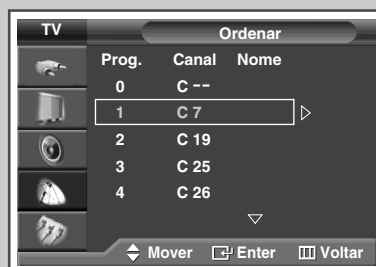 TV Ordenar
Prog. Canal Nome
0 C --
1 C 7
2 C 19
3 C 25
4 C 26
Mover Enter Voltar